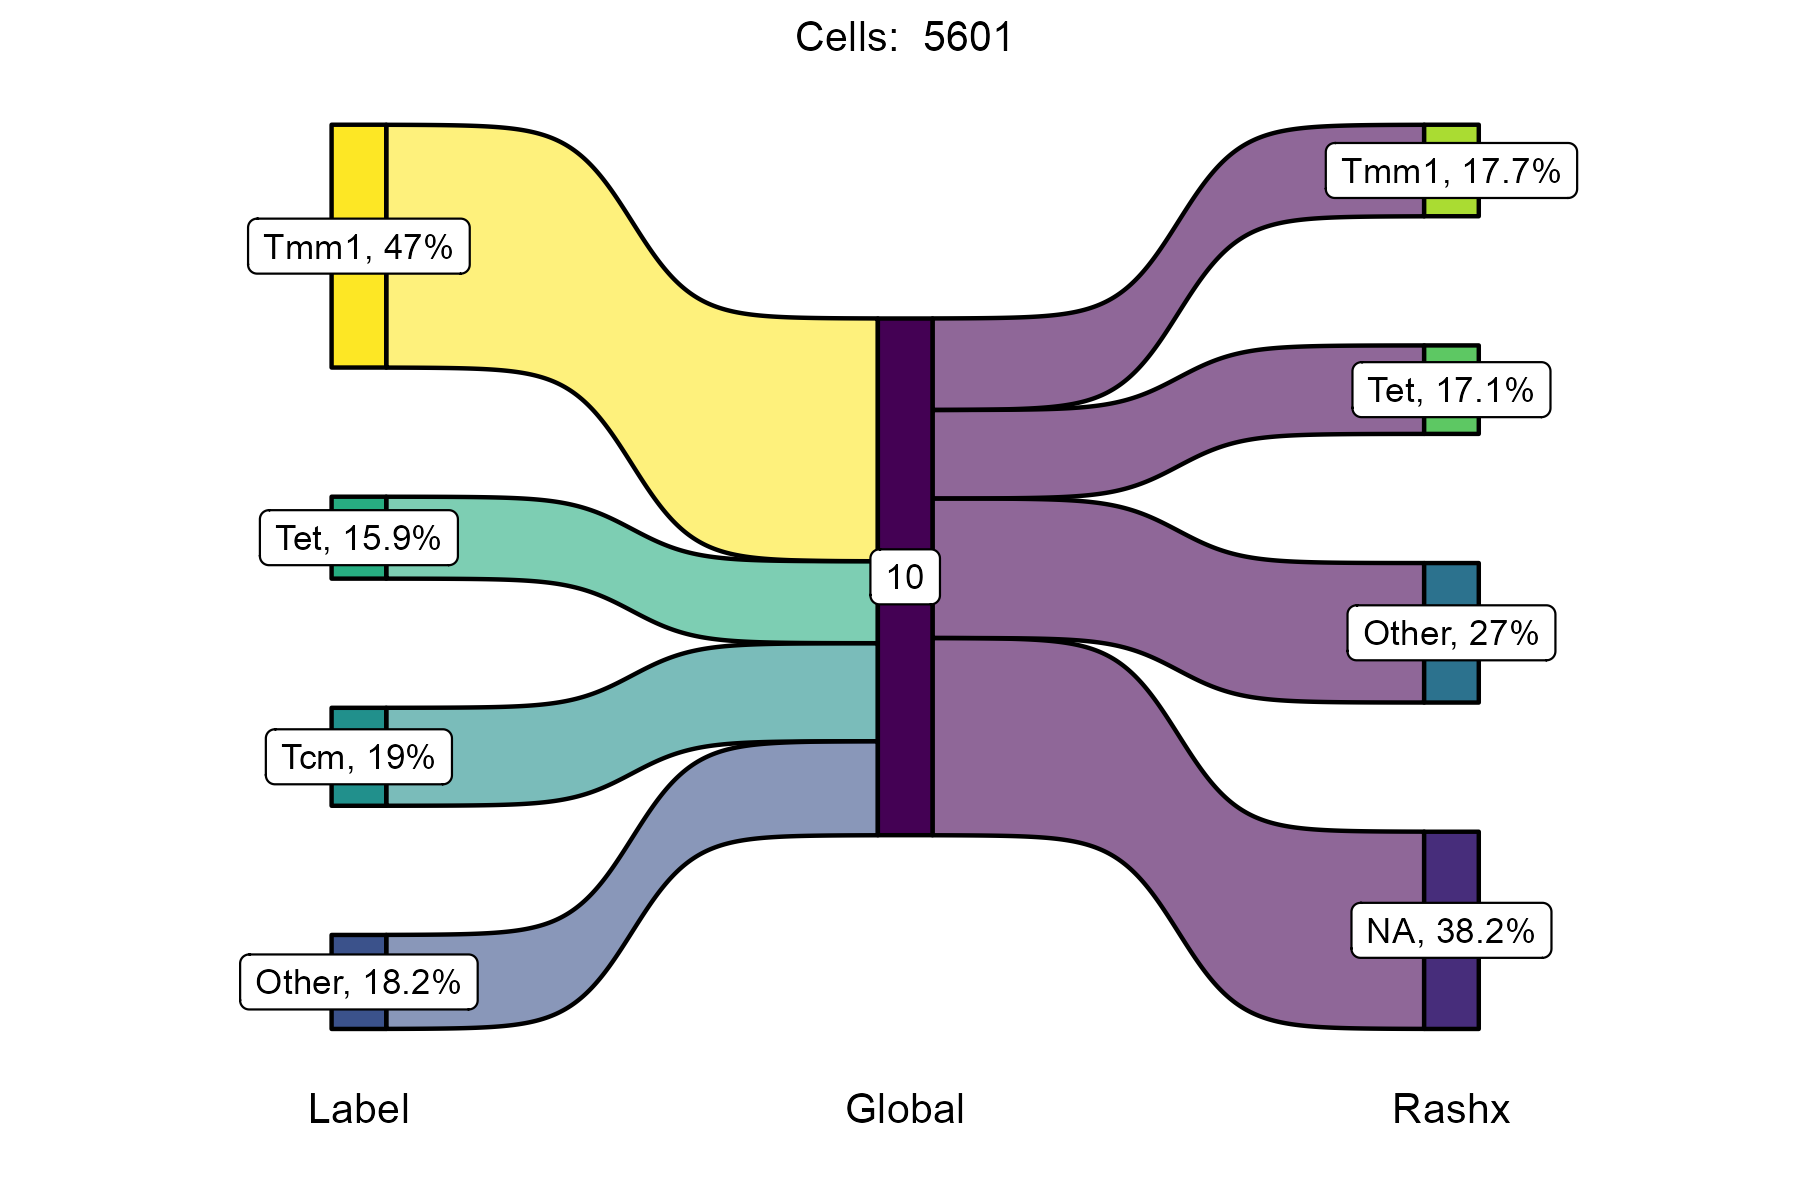 Cells:  5601
Tmm1, 47%
Tet, 15.9%
Tcm, 19%
Other, 18.2%
10
Tmm1, 17.7%
Tet, 17.1%
Other, 27%
NA, 38.2%
Label
Global
Rashx